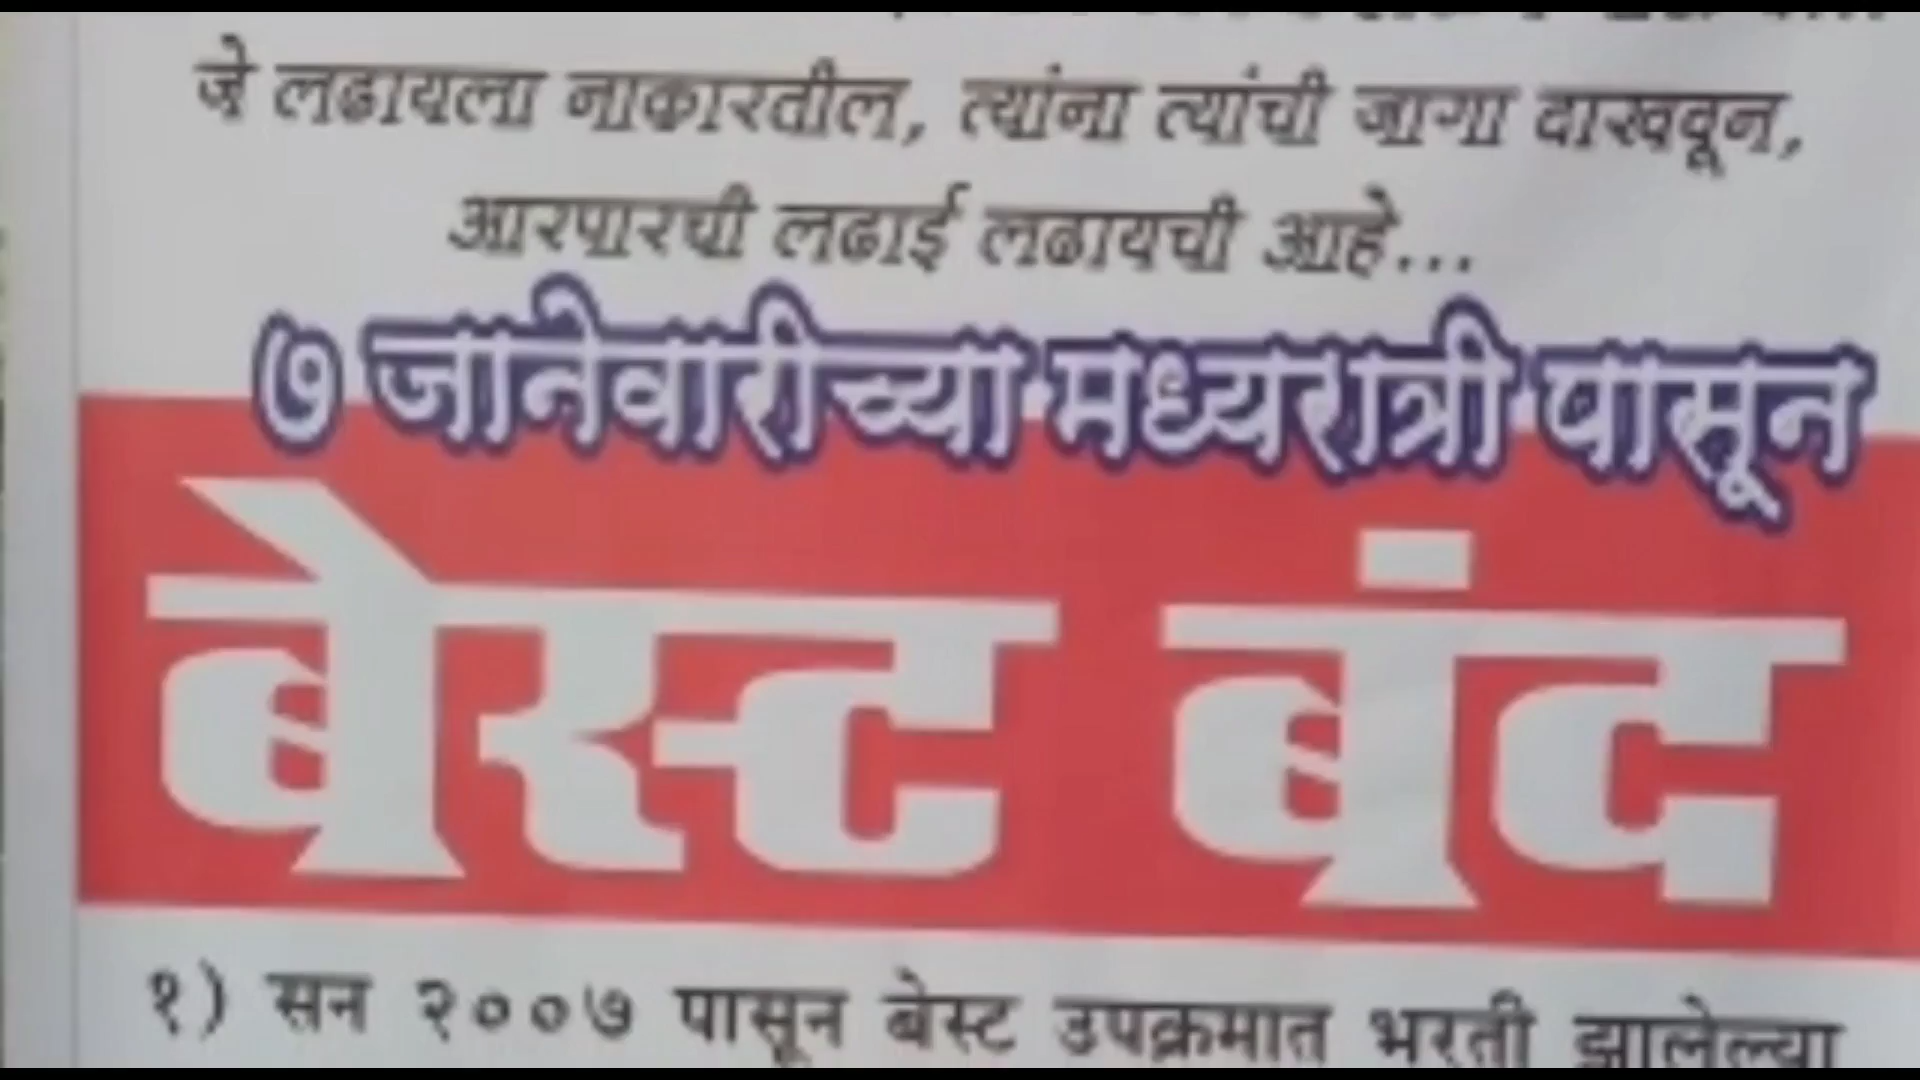 जे लढायला नाकारतील, त्यांना त्यांची जागा दाखवून,
आरपारची लढाई लढायची आहे...
७ जानेवारीच्या मध्यरात्री पासून
बेस्ट बंद
१) सन २००७ पासून बेस्ट उपक्रमात भरती झालेल्या